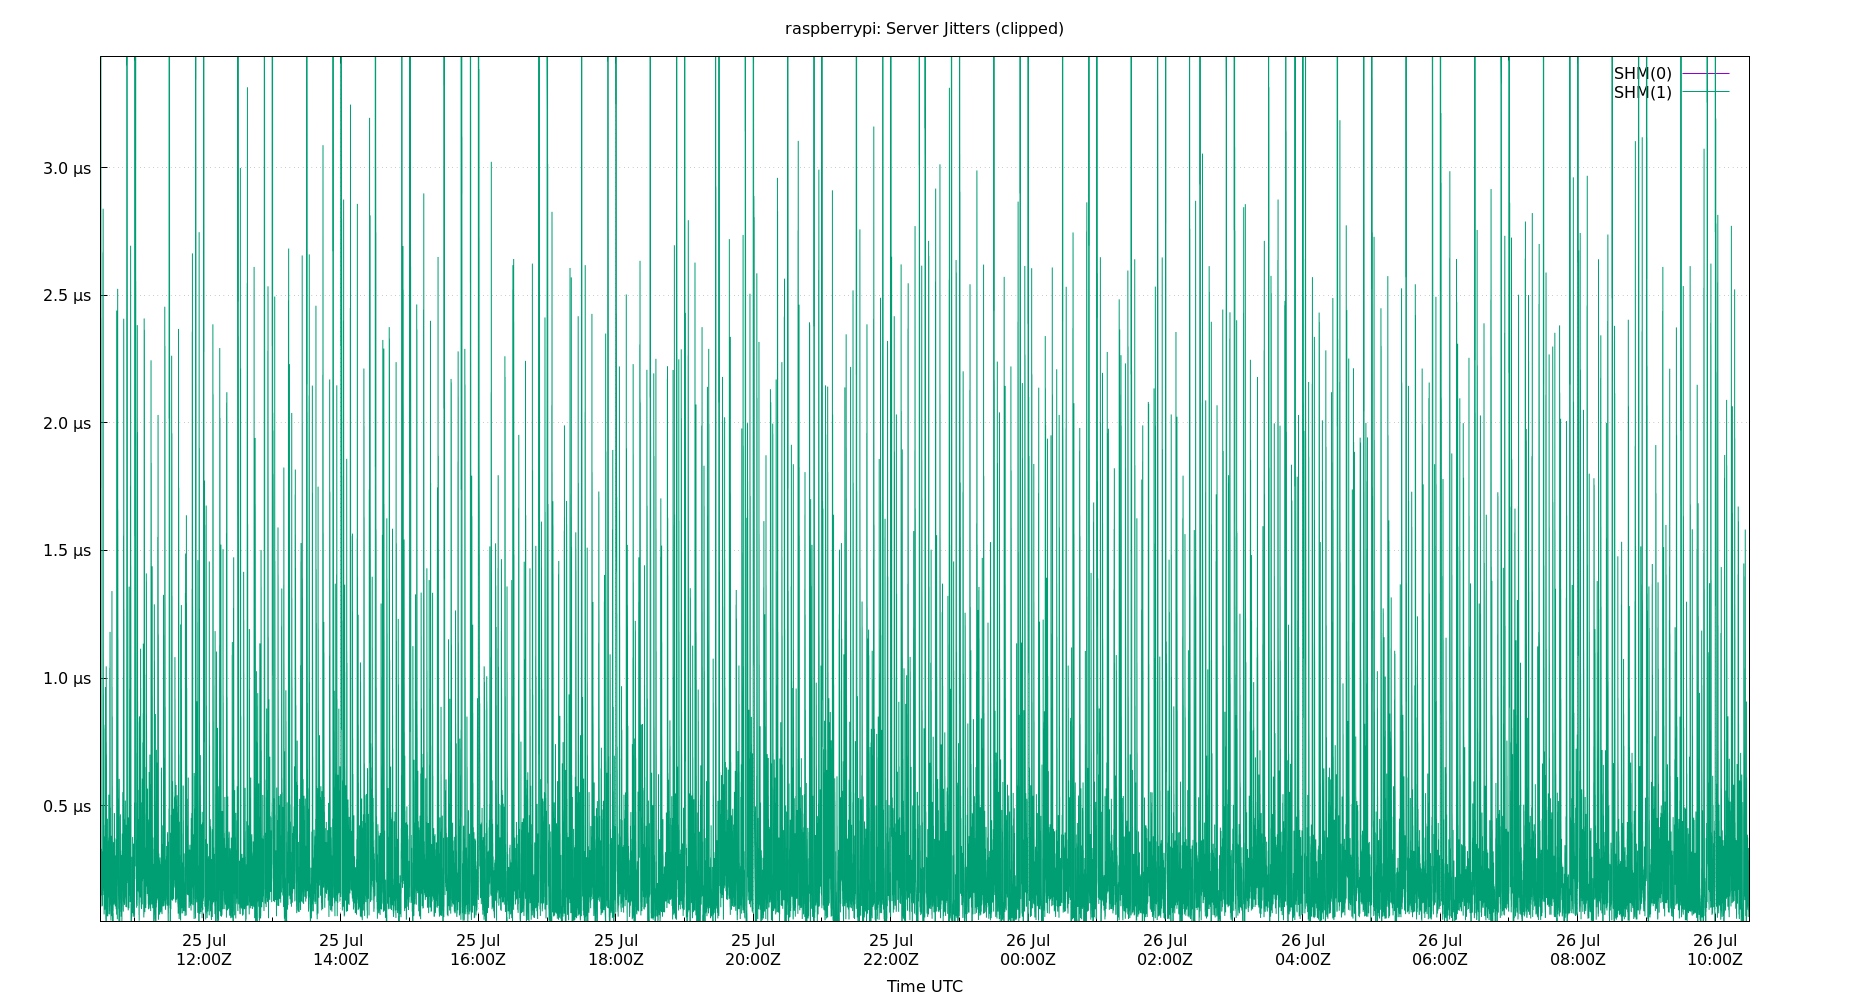 raspberrypi: Server Jitters (clipped)
SHM(0)
SHM(1)
3.0 µs
2.5 µs
2.0 µs
1.5 µs
1.0 µs
0.5 µs
25 Jul 25 Jul 25 Jul 25 Jul 25 Jul 25 Jul 26 Jul 26 Jul 26 Jul 26 Jul 26 Jul 26 Jul
12:00Z 14:00Z 16:00Z 18:00Z 20:00Z 22:00Z 00:00Z 02:00Z 04:00Z 06:00Z 08:00Z 10:00Z
Time UTC